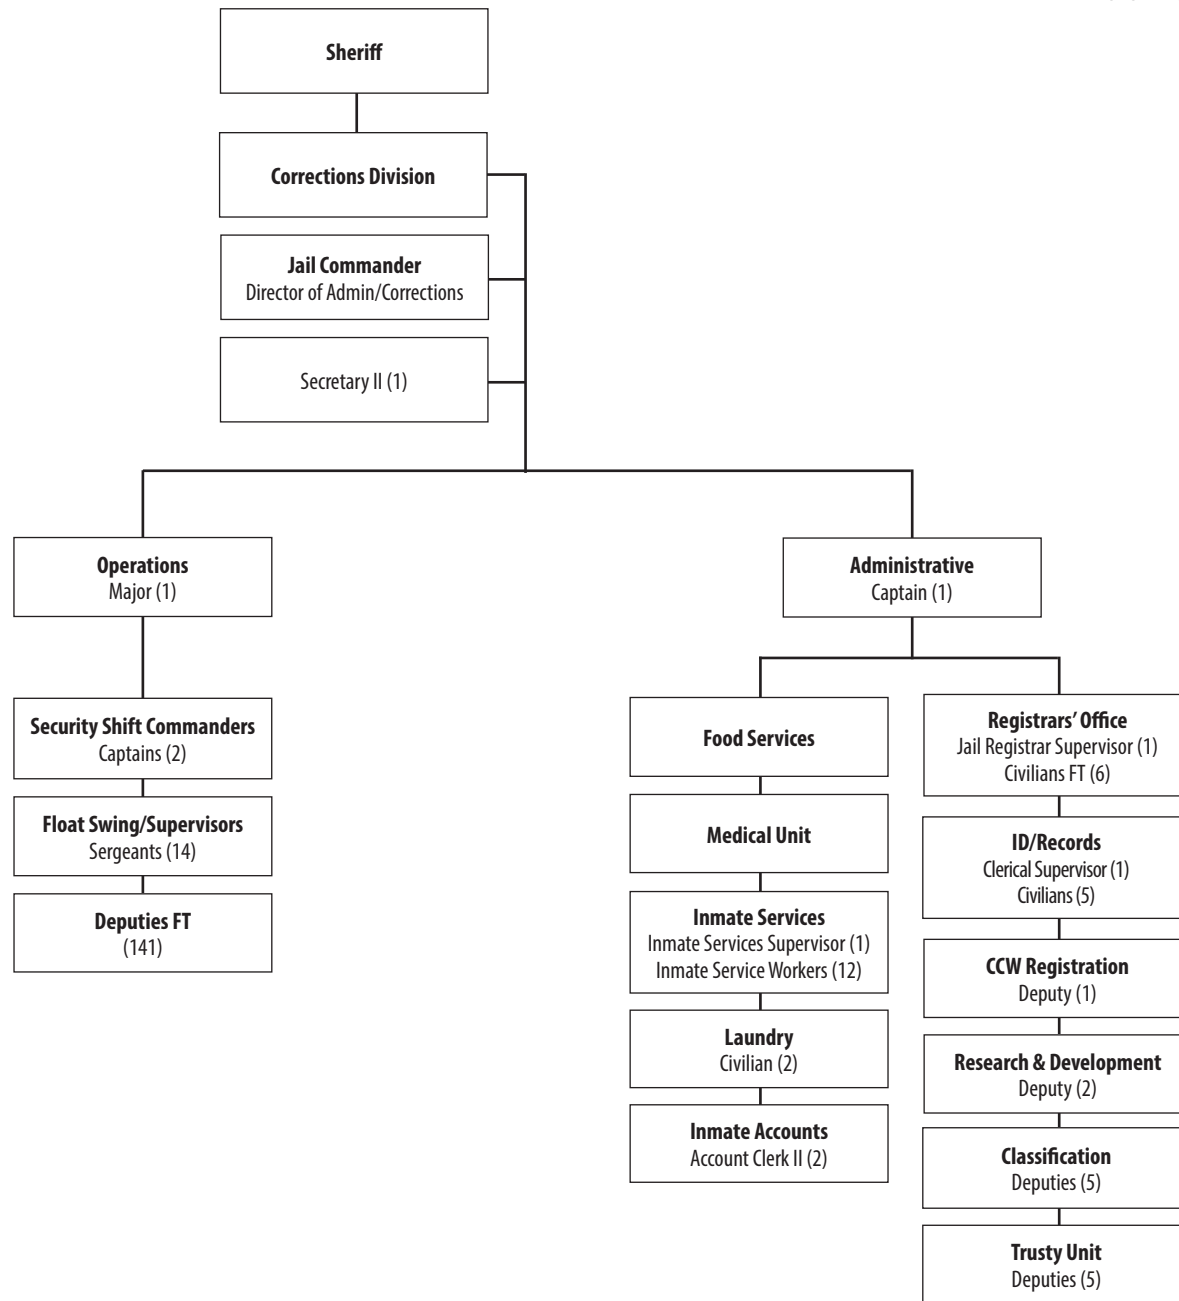 Sheriff
Corrections Division
Jail Commander
Director of Admin/Corrections
Secretary II (1)
Operations
Major (1)
Administrative
Captain (1)
Security Shift Commanders
Captains (2)
Float Swing/Supervisors
Sergeants (14)
Deputies FT
(141)
Food Services
Medical Unit
Inmate Services
Inmate Services Supervisor (1)
Inmate Service Workers (12)
Laundry
Civilian (2)
Inmate Accounts
Account Clerk II (2)
Registrars’ Office
Jail Registrar Supervisor (1)
Civilians FT (6)
ID/Records
Clerical Supervisor (1)
Civilians (5)
CCW Registration
Deputy (1)
Research & Development
Deputy (2)
Classification
Deputies (5)
Trusty Unit
Deputies (5)